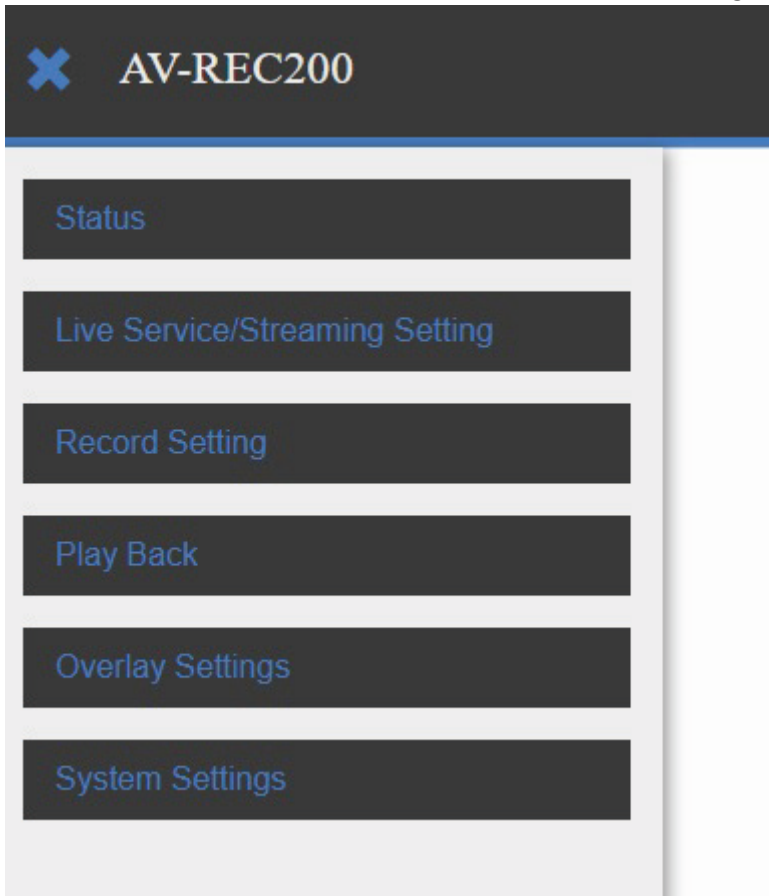 AV-REC200
Status
Live Service/Streaming Setting
Record Setting
Play Back
Overlay Settings
System Settings